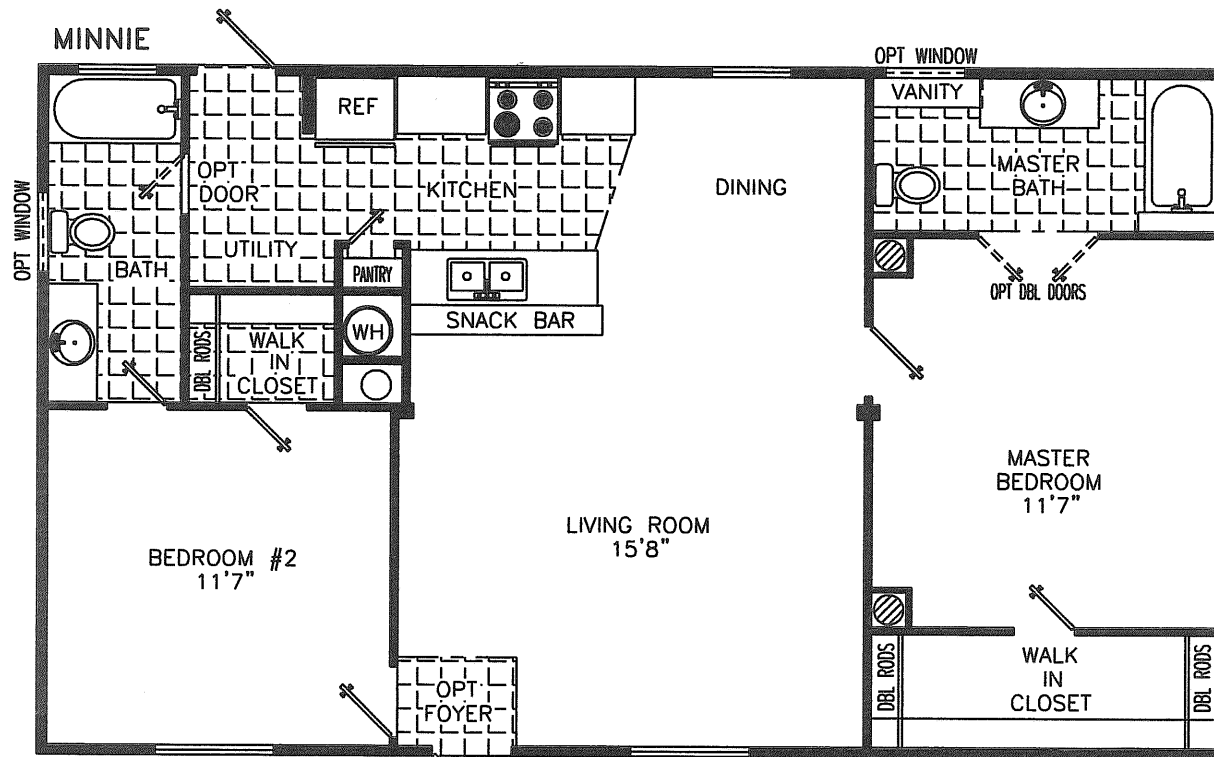 MINNIE
OPT WINDOW
VANITY
REF
MASTER
BATH
OPT
DOOR
KITCHEN
DINING
OPT WINDOW
BATH
UTILITY
PANTRY
OPT DBL DOORS
SNACK BAR
WH
DBL RODS
WALK
IN
CLOSET
MASTER
BEDROOM
11'7"
LIVING ROOM
15'8"
BEDROOM #2
11'7"
OPT
FOYER
DBL RODS
WALK
IN
CLOSET
DBL RODS